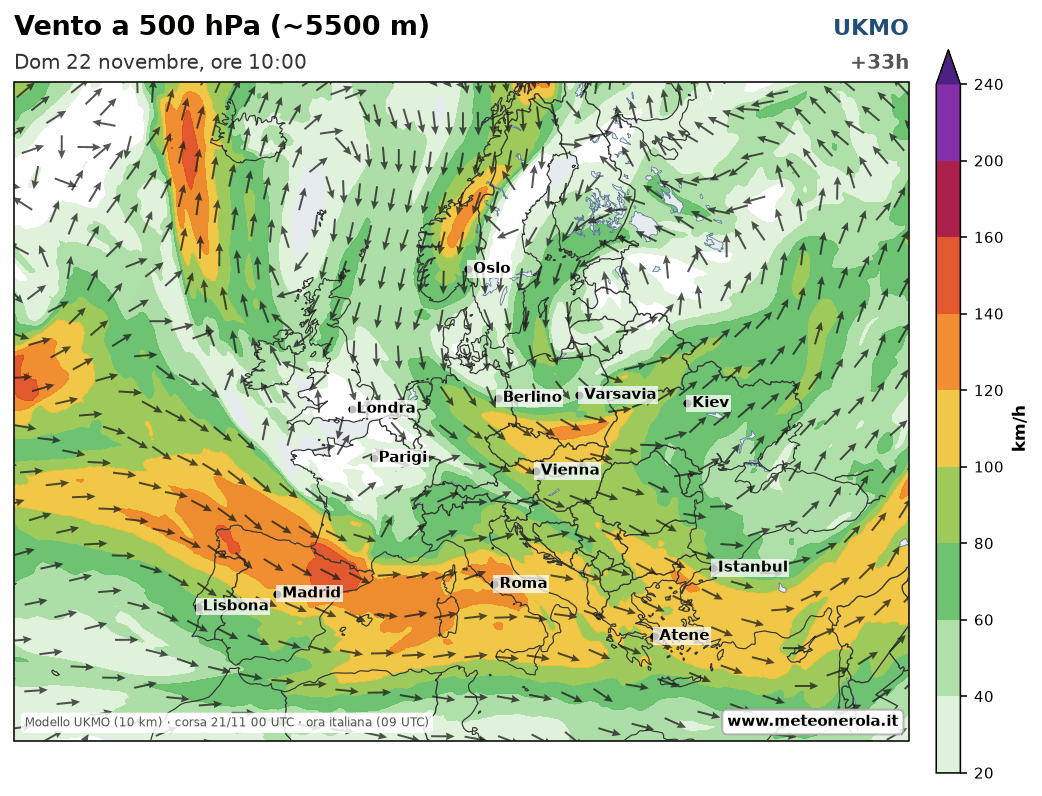 Vento a 500 hPa (~5500 m)
UKMO
Dom 22 novembre, ore 10:00
+33h
Oslo
Londra
Berlino
Varsavia
Kiev
Parigi
Vienna
Istanbul
Roma
Madrid
Lisbona
Atene
Modello UKMO (10 km) · corsa 21/11 00 UTC · ora italiana (09 UTC)
www.meteonerola.it
240
200
160
140
120
100
80
60
40
20
km/h